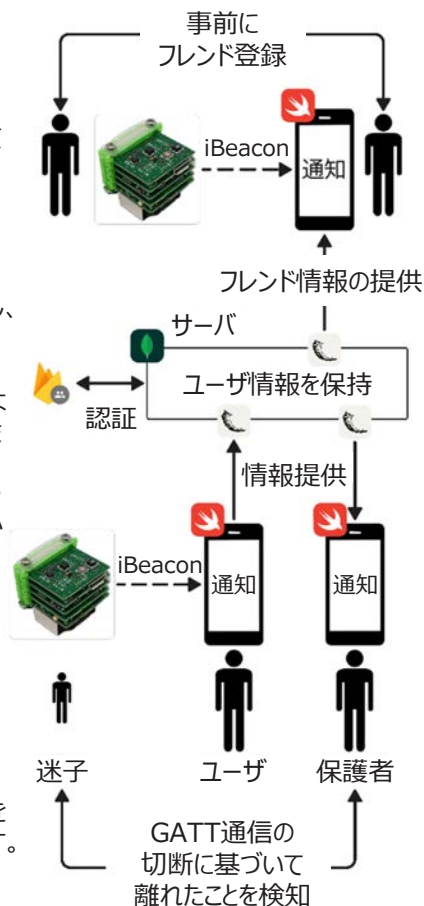 事前に
フレンド登録
iBeacon
通知
フレンド情報の提供
サーバ
ユーザ情報を保持
認証
情報提供
iBeacon
通知
通知
迷子
ユーザ
保護者
GATT通信の
切断に基づいて
離れたことを検知